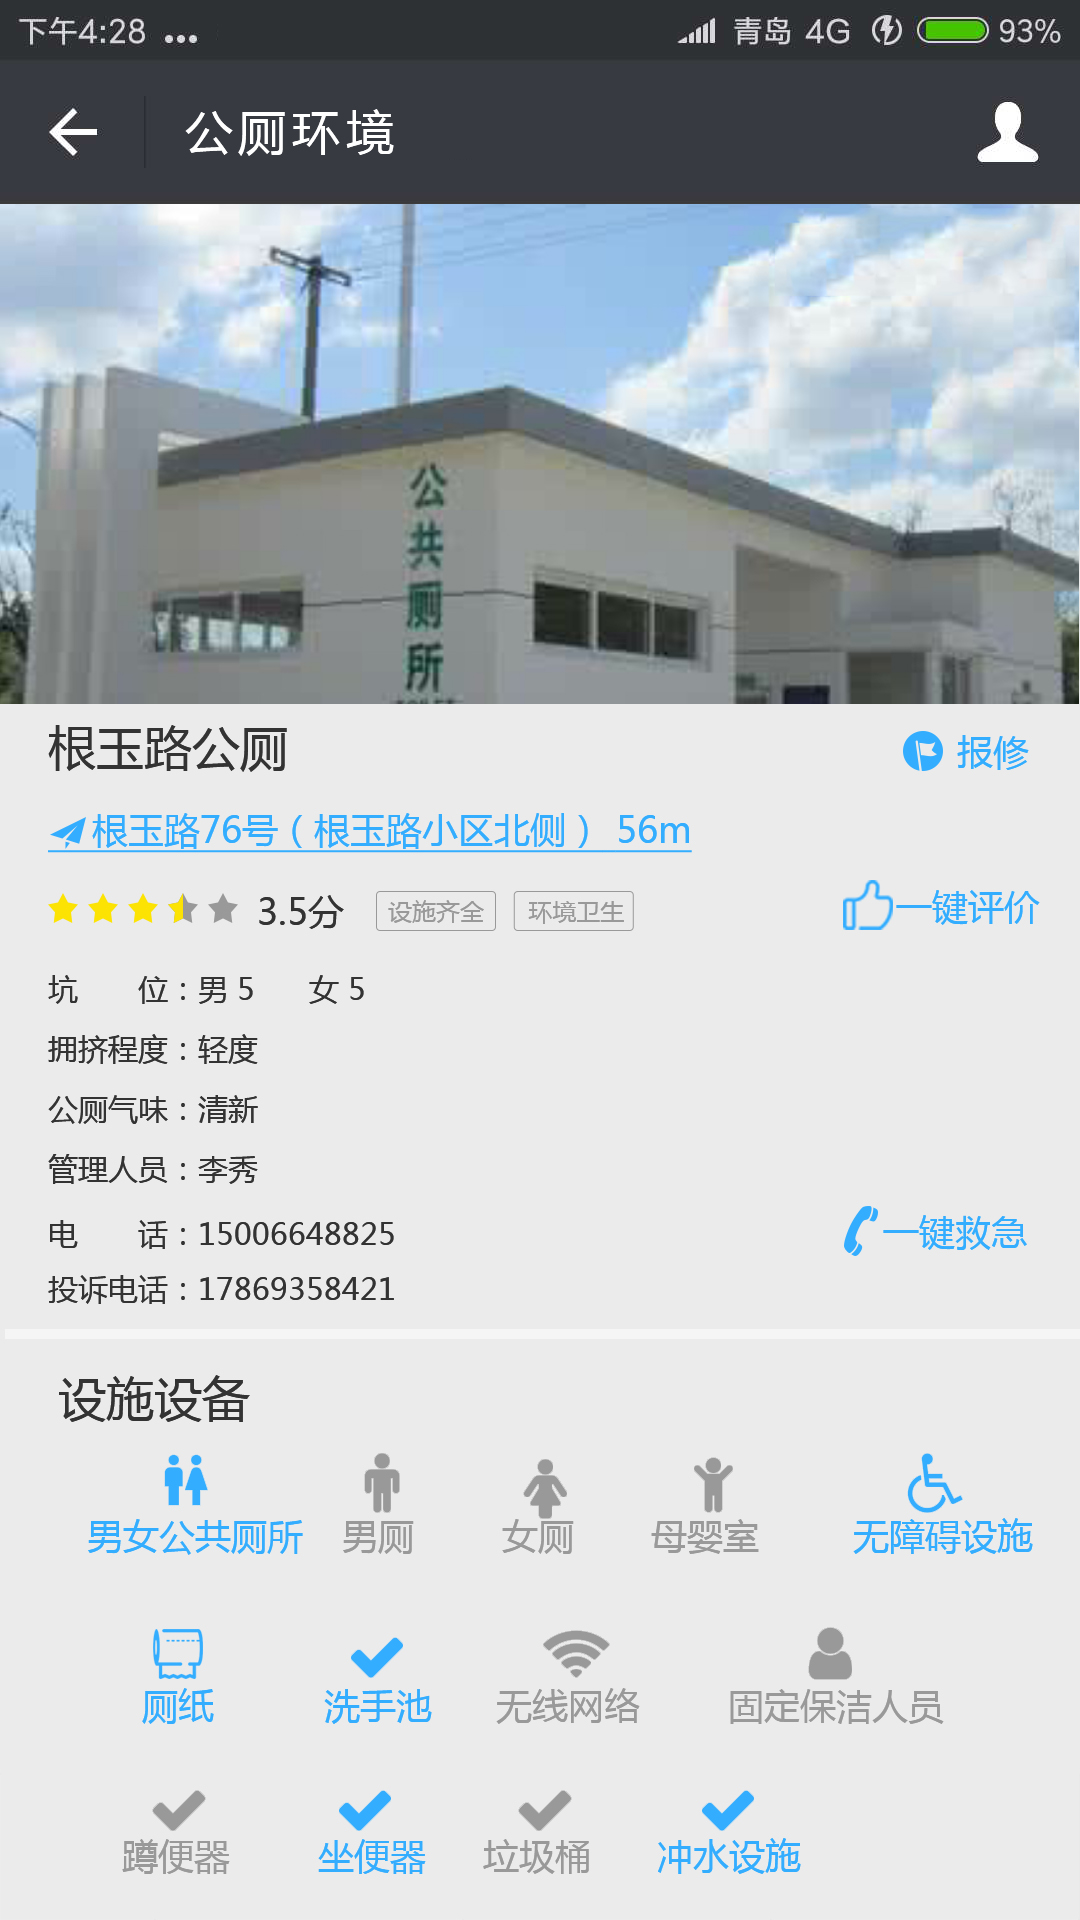 下午4:28 ... 青岛 4G 93%
公厕环境
公共厕所
根玉路公厕 报修
根玉路76号（根玉路小区北侧） 56m
3.5分 设施齐全 环境卫生 一键评价
坑 位：男 5 女 5
拥挤程度：轻度
公厕气味：清新
管理人员：李秀
电 话：15006648825 一键救急
投诉电话：17869358421
设施设备
男女公共厕所 男厕 女厕 母婴室 无障碍设施
厕纸 洗手池 无线网络 固定保洁人员
蹲便器 坐便器 垃圾桶 冲水设施